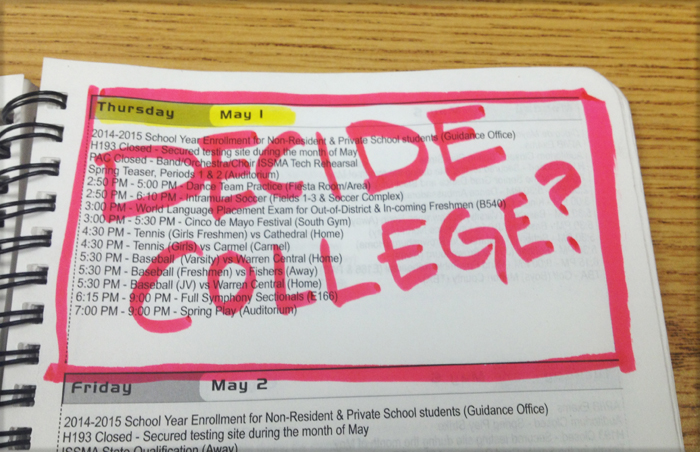 Thursday May 1
2014-2015 School Year Enrollment for Non-Resident & Private School students (Guidance Office)
H193 Closed - Secured testing site during the month of May
PAC Closed - Band/Orchestra/Choir ISSMA Tech Rehearsal
Spring Teaser, Periods 1 & 2 (Auditorium)
2:50 PM - 5:00 PM - Dance Team Practice (Fiesta Room/Area)
2:50 PM - 6:10 PM - Intramural Soccer (Fields 1-3 & Soccer Complex)
3:00 PM - World Language Placement Exam for Out-of-District & In-coming Freshmen (B540)
3:00 PM - 5:30 PM - Cinco de Mayo Festival (South Gym)
4:30 PM - Tennis (Girls Freshmen) vs Cathedral (Home)
4:30 PM - Tennis (Girls) vs Carmel (Carmel)
5:30 PM - Baseball (Varsity) vs Warren Central (Home)
5:30 PM - Baseball (Freshmen) vs Fishers (Away)
5:30 PM - Baseball (JV) vs Warren Central (Home)
6:15 PM - 9:00 PM - Full Symphony Sectionals (E166)
7:00 PM - 9:00 PM - Spring Play (Auditorium)
DECIDE
COLLEGE?
Friday May 2
2014-2015 School Year Enrollment for Non-Resident & Private School students (Guidance Office)
H193 Closed - Secured testing site during the month of May
ISSMA State Qualification (Away)